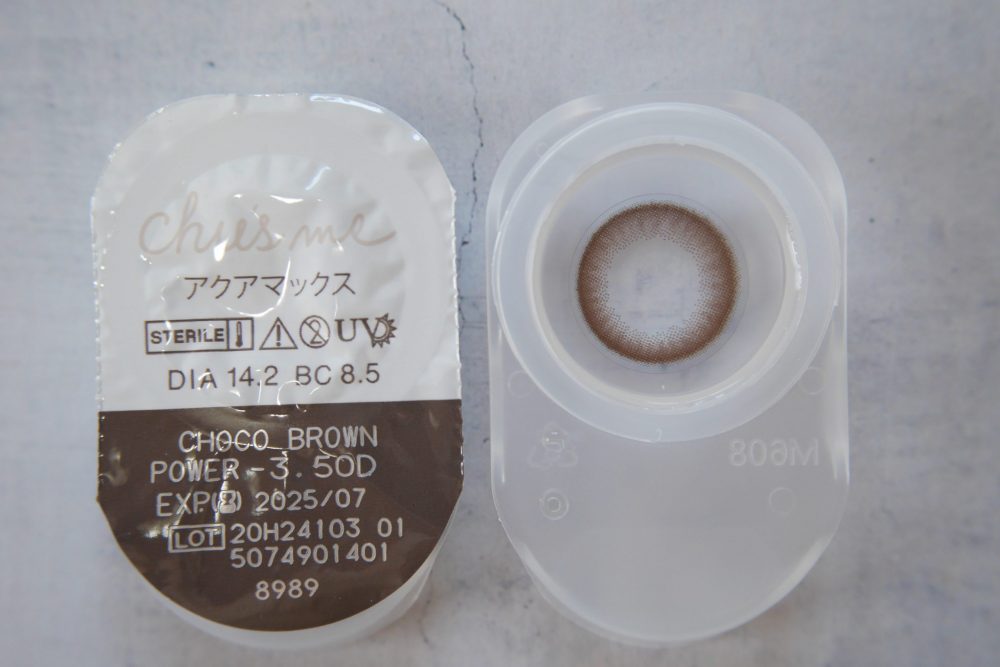 chu's me
アクアマックス
STERILE UV
DIA 14.2 BC 8.5
CHOCO BROWN
POWER -3.50D
EXP 2025/07
LOT 20H24103 01
5074901401
8989
M608